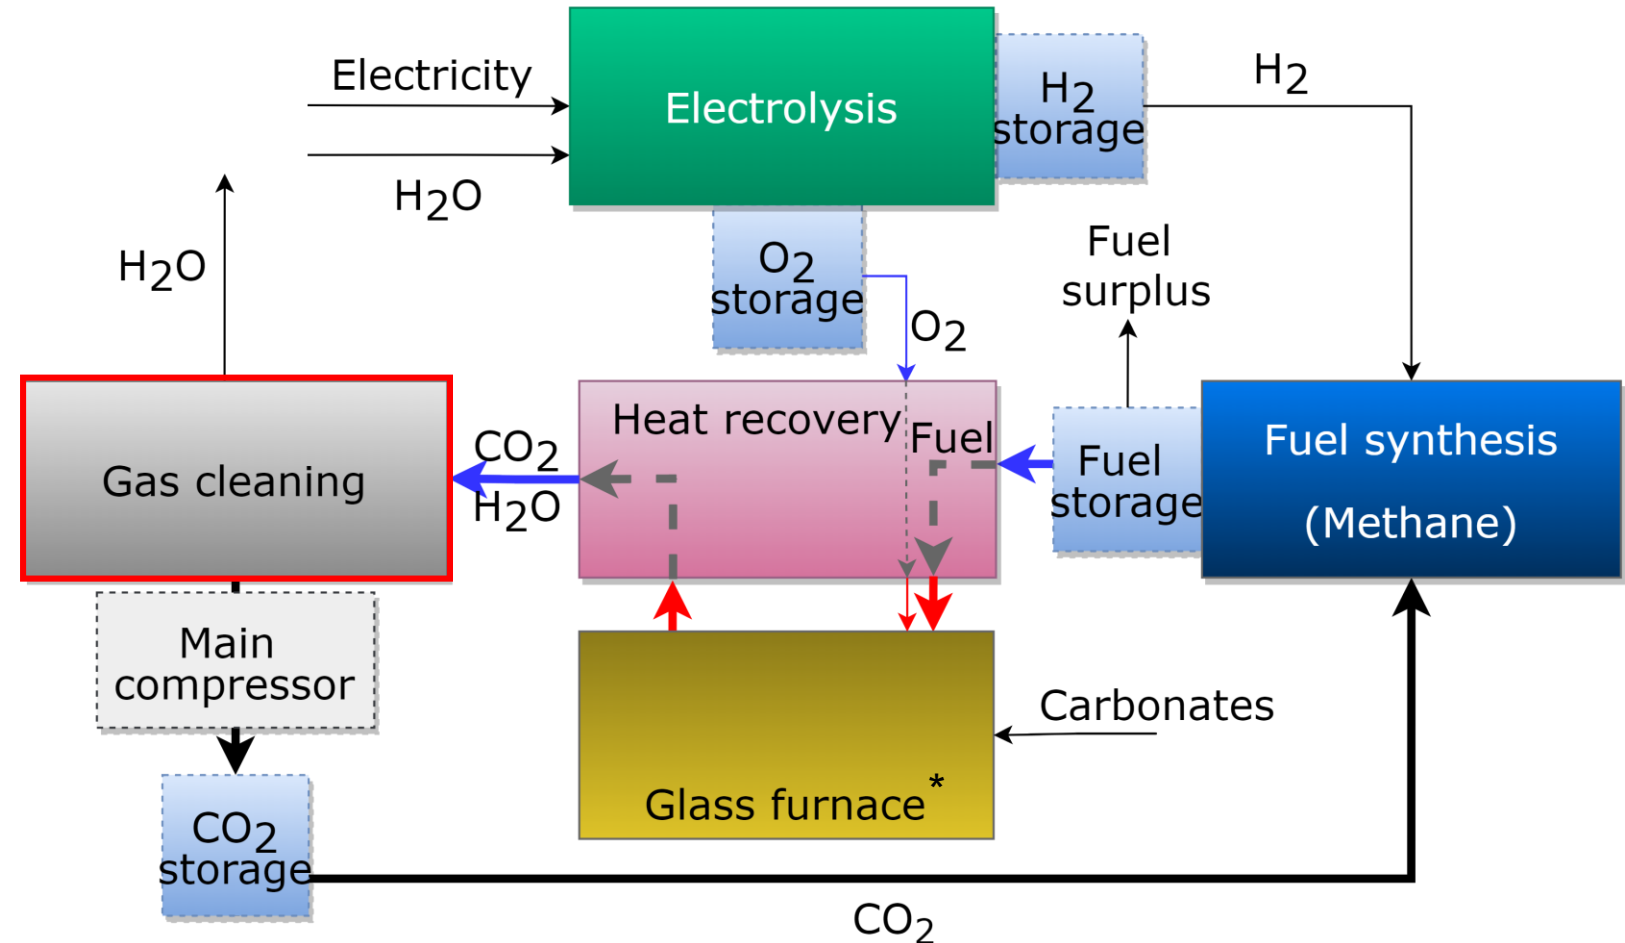 Electricity
H2O
Electrolysis
H2
storage
H2
H2O
O2
storage
O2
Fuel
surplus
Gas cleaning
CO2
H2O
Heat recovery
Fuel
Fuel
storage
Fuel synthesis
(Methane)
Main
compressor
Carbonates
Glass furnace*
CO2
storage
CO2